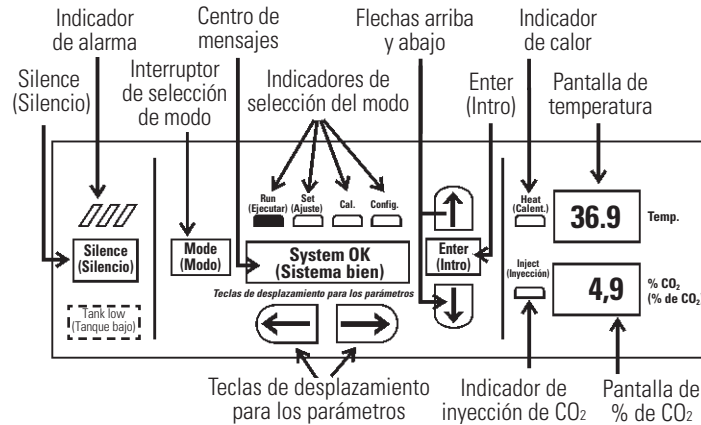 Indicador
de alarma
Centro de
mensajes
Flechas arriba
y abajo
Indicador
de calor
Silence
(Silencio)
Interruptor
de selección
de modo
Indicadores de
selección del modo
Enter
(Intro)
Pantalla de
temperatura
Run
(Ejecutar)
Set
(Ajuste)
Cal.
Config.
Heat
(Calent.)
36.9
Temp.
Silence
(Silencio)
Mode
(Modo)
System OK
(Sistema bien)
Enter
(Intro)
Inject
(Inyección)
4,9
% CO₂
(% de CO₂)
Teclas de desplazamiento para los parámetros
Tank low
(Tanque bajo)
Teclas de desplazamiento
para los parámetros
Indicador de
inyección de CO₂
Pantalla de
% de CO₂